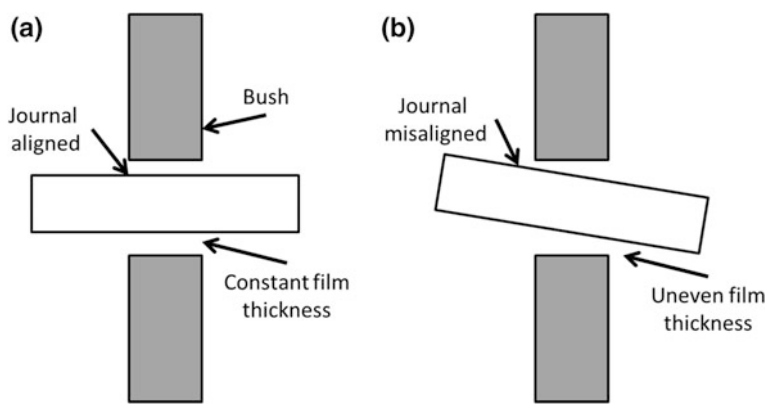 (a)
Bush
Journal
aligned
Constant film
thickness
(b)
Journal
misaligned
Uneven film
thickness